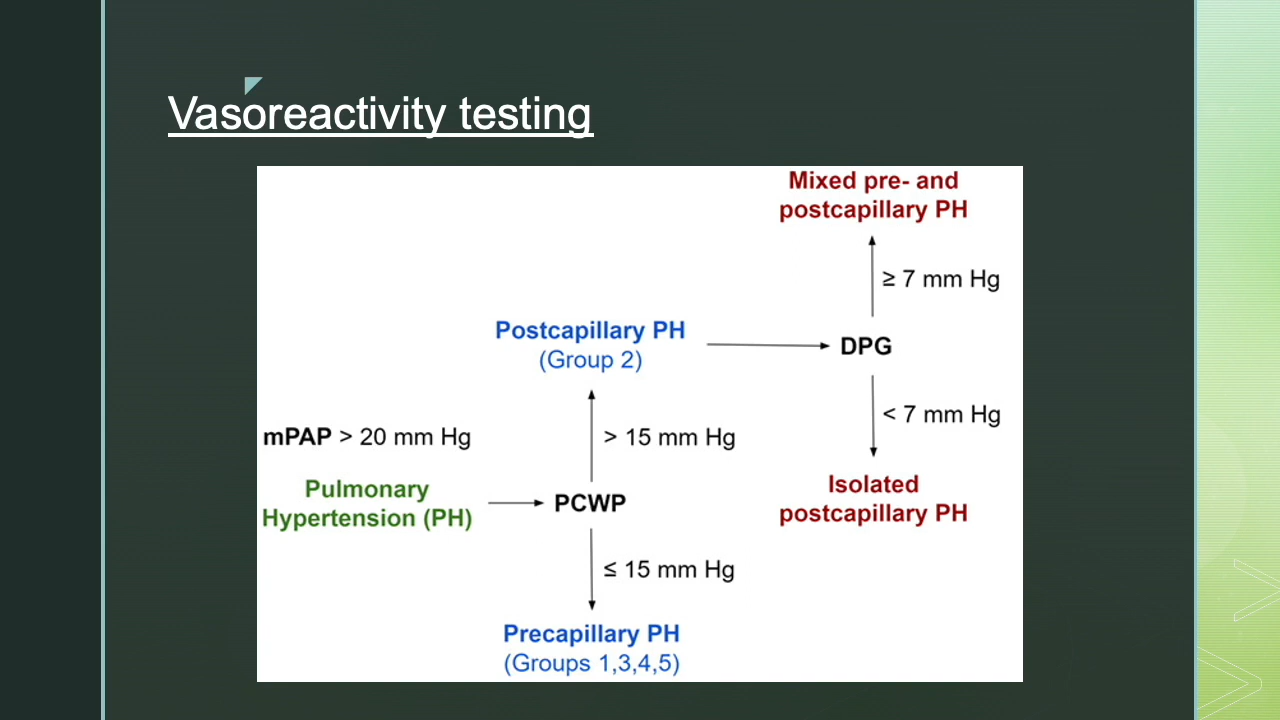 Vasoreactivity testing
Mixed pre- and
postcapillary PH
≥ 7 mm Hg
Postcapillary PH
(Group 2)
DPG
< 7 mm Hg
mPAP > 20 mm Hg
> 15 mm Hg
Pulmonary
Hypertension (PH)
PCWP
Isolated
postcapillary PH
≤ 15 mm Hg
Precapillary PH
(Groups 1,3,4,5)